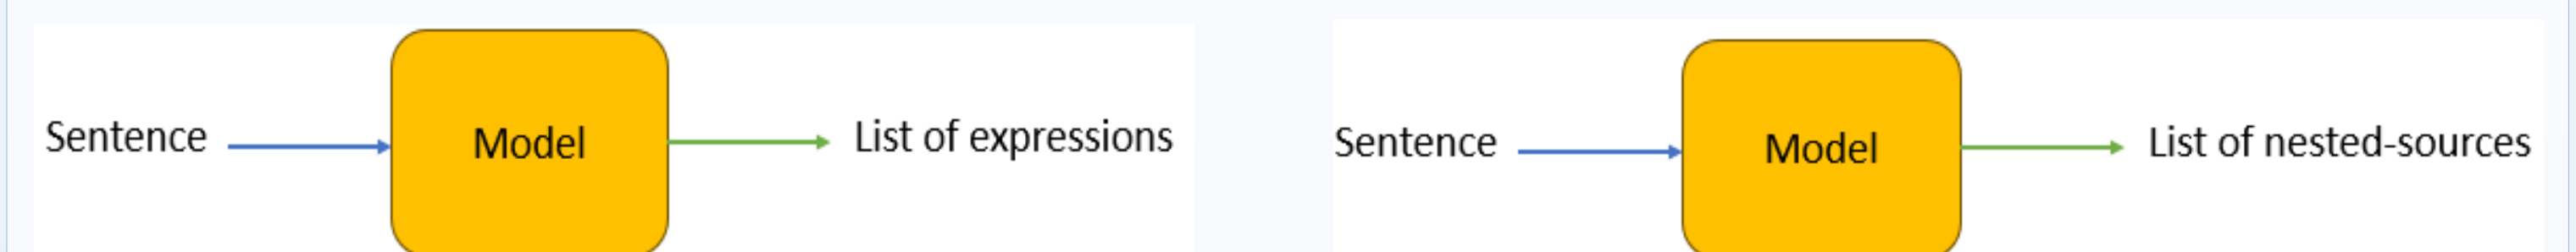 Sentence
Model
List of expressions
Sentence
Model
List of nested-sources